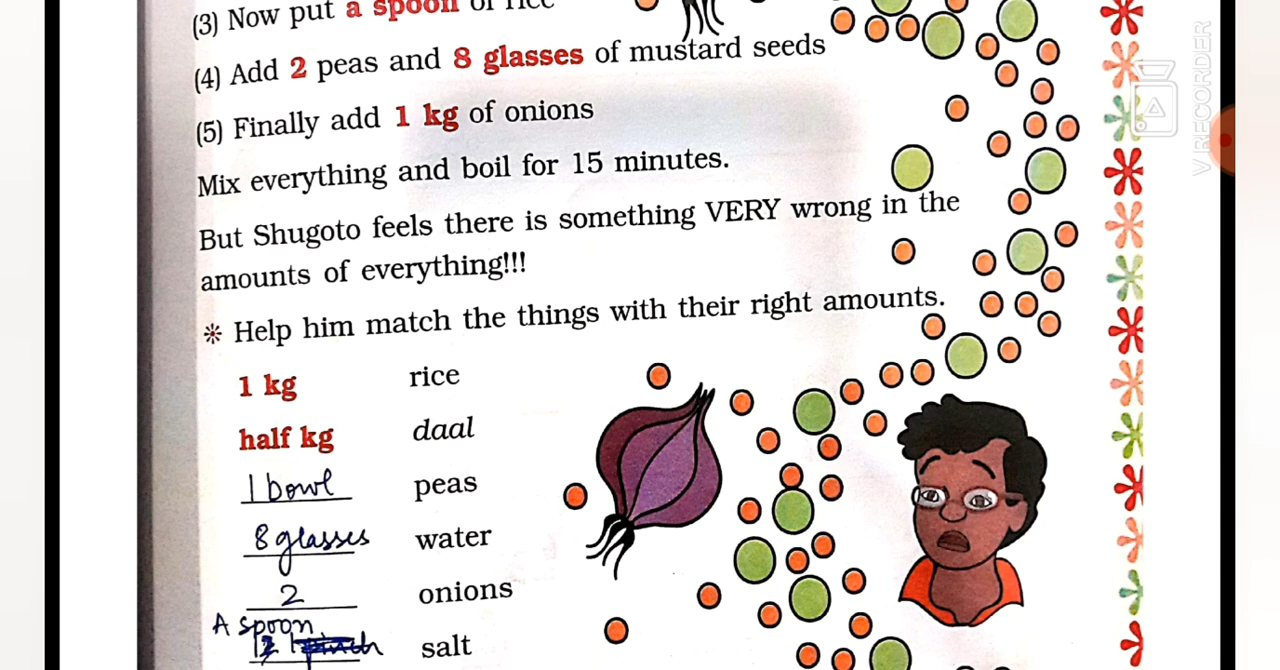 (3) Now put a spoon of rice
(4) Add 2 peas and 8 glasses of mustard seeds
(5) Finally add 1 kg of onions
Mix everything and boil for 15 minutes.
But Shugoto feels there is something VERY wrong in the
amounts of everything!!!
Help him match the things with their right amounts.
1 kg rice
half kg daal
1 bowl peas
8 glasses water
2 onions
A spoon salt
V RECORDER